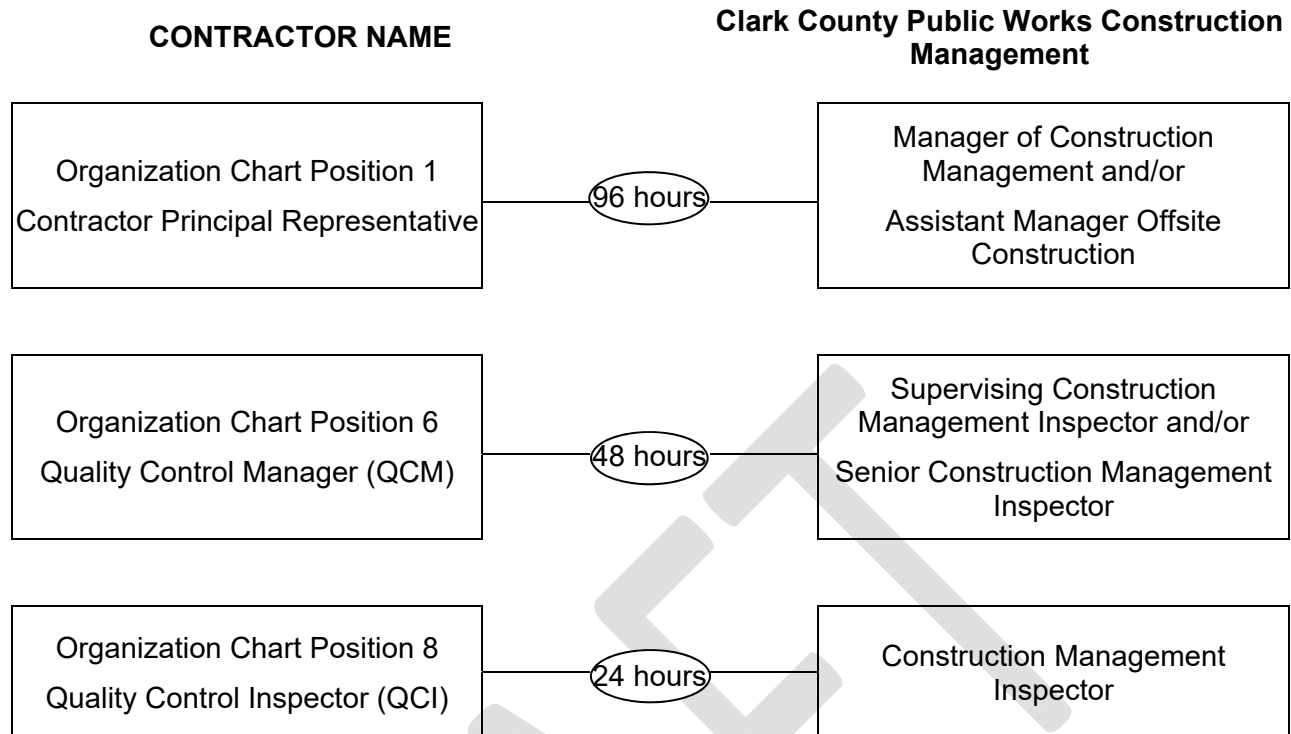 CONTRACTOR NAME
Clark County Public Works Construction
Management
Organization Chart Position 1
Contractor Principal Representative
96 hours
Manager of Construction
Management and/or
Assistant Manager Offsite
Construction
Organization Chart Position 6
Quality Control Manager (QCM)
48 hours
Supervising Construction
Management Inspector and/or
Senior Construction Management
Inspector
Organization Chart Position 8
Quality Control Inspector (QCI)
24 hours
Construction Management
Inspector